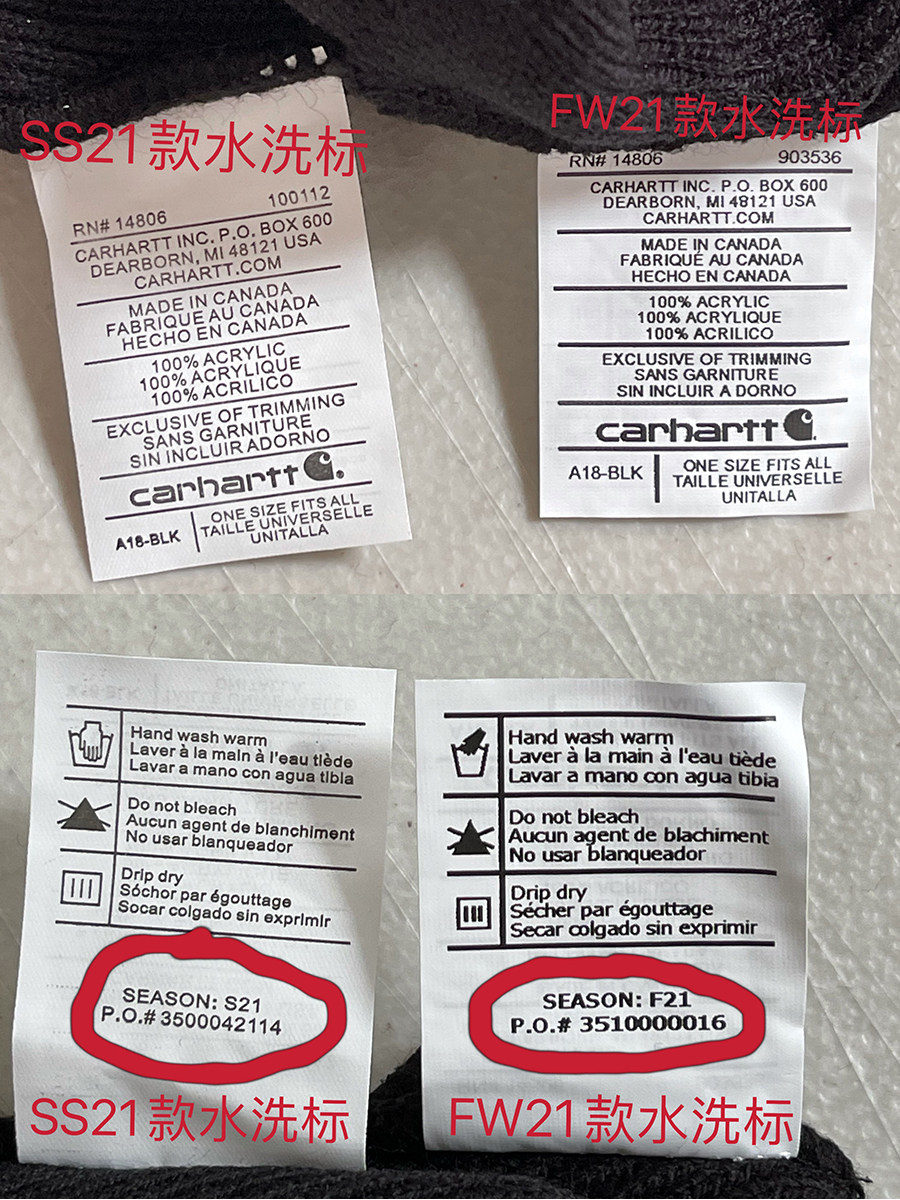 SS21款水洗标
RN# 14806 100112
CARHARTT INC. P.O. BOX 600
DEARBORN, MI 48121 USA
CARHARTT.COM
MADE IN CANADA
FABRIQUE AU CANADA
HECHO EN CANADA
100% ACRYLIC
100% ACRYLIQUE
100% ACRILICO
EXCLUSIVE OF TRIMMING
SANS GARNITURE
SIN INCLUIR ADORNO
carhartt
A18-BLK
ONE SIZE FITS ALL
TAILLE UNIVERSELLE
UNITALLA
FW21款水洗标
RN# 14806 903536
CARHARTT INC. P.O. BOX 600
DEARBORN, MI 48121 USA
CARHARTT.COM
MADE IN CANADA
FABRIQUÉ AU CANADA
HECHO EN CANADA
100% ACRYLIC
100% ACRYLIQUE
100% ACRILICO
EXCLUSIVE OF TRIMMING
SANS GARNITURE
SIN INCLUIR A DORNO
carhartt
A18-BLK
ONE SIZE FITS ALL
TAILLE UNIVERSELLE
UNITALLA
Hand wash warm
Laver à la main à l'eau tlède
Lavar a mano con agua tibla
Do not bleach
Aucun agent de blanchiment
No usar blanqueador
Drip dry
Sóchor par égouttage
Socar colgado sin exprimlr
SEASON: S21
P.O.# 3500042114
SS21款水洗标
Hand wash warm
Laver à la main à l'eau tiède
Lavar a mano con agua tibia
Do not bleach
Aucun agent de blachiment
No usar blanqueador
Drip dry
Sécher par égouttage
Secar colgado sin exprimir
SEASON: F21
P.O.# 3510000016
FW21款水洗标